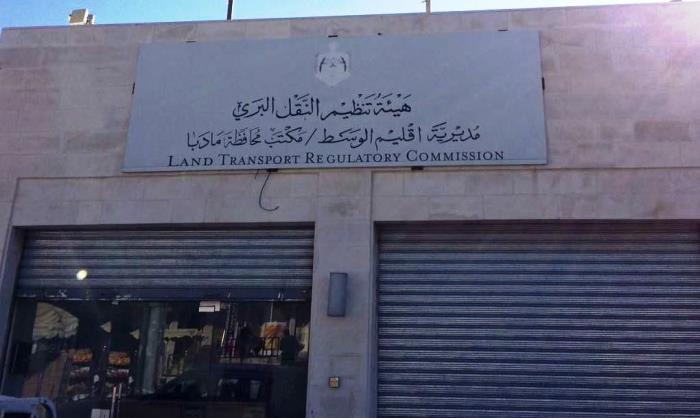 هيئة تنظيم النقل البري
مديرية اقليم الوسط / مكتب محافظة مادبا
LAND TRANSPORT REGULATORY COMMISSION